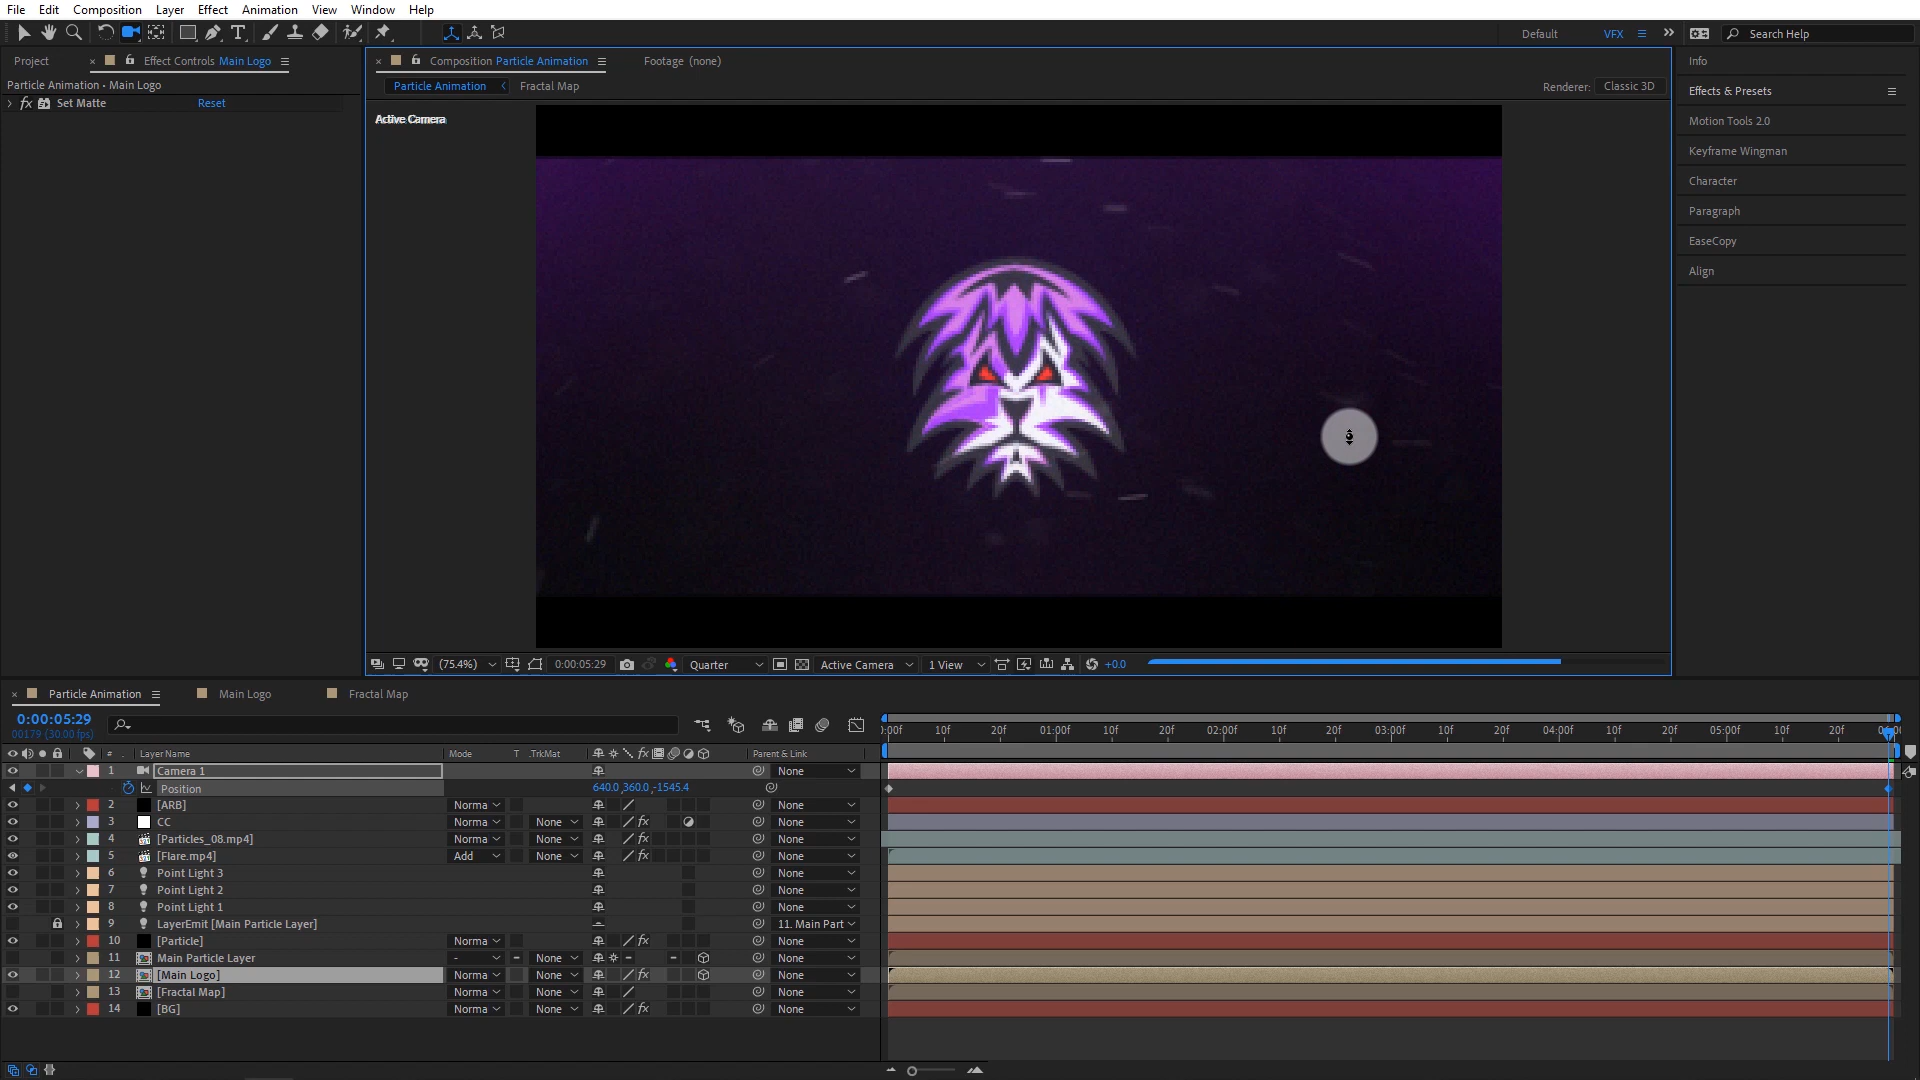 File Edit Composition Layer Effect Animation View Window Help
Default VFX Search Help
Project Effect Controls Main Logo
Particle Animation • Main Logo
fx Set Matte Reset
Composition Particle Animation Footage (none)
Particle Animation Fractal Map Renderer: Classic 3D
Active Camera
Info
Effects & Presets
Motion Tools 2.0
Keyframe Wingman
Character
Paragraph
EaseCopy
Align
(75.4%) 0:00:05:29 Quarter Active Camera 1 View +0.0
Particle Animation Main Logo Fractal Map
0:00:05:29
00179 (30.00 fps)
:00f 10f 20f 01:00f 10f 20f 02:00f 10f 20f 03:00f 10f 20f 04:00f 10f 20f 05:00f 10f 20f
# Layer Name Mode T .TrkMat fx Parent & Link
1 Camera 1 None
Position 640.0,360.0,-1545.4
2 [ARB] Norma None
3 CC Norma None fx None
4 [Particles_08.mp4] Norma None fx None
5 [Flare.mp4] Add None fx None
6 Point Light 3 None
7 Point Light 2 None
8 Point Light 1 None
9 LayerEmit [Main Particle Layer] 11. Main Part
10 [Particle] Norma fx None
11 Main Particle Layer - None None
12 [Main Logo] Norma None fx None
13 [Fractal Map] Norma None None
14 [BG] Norma None fx None